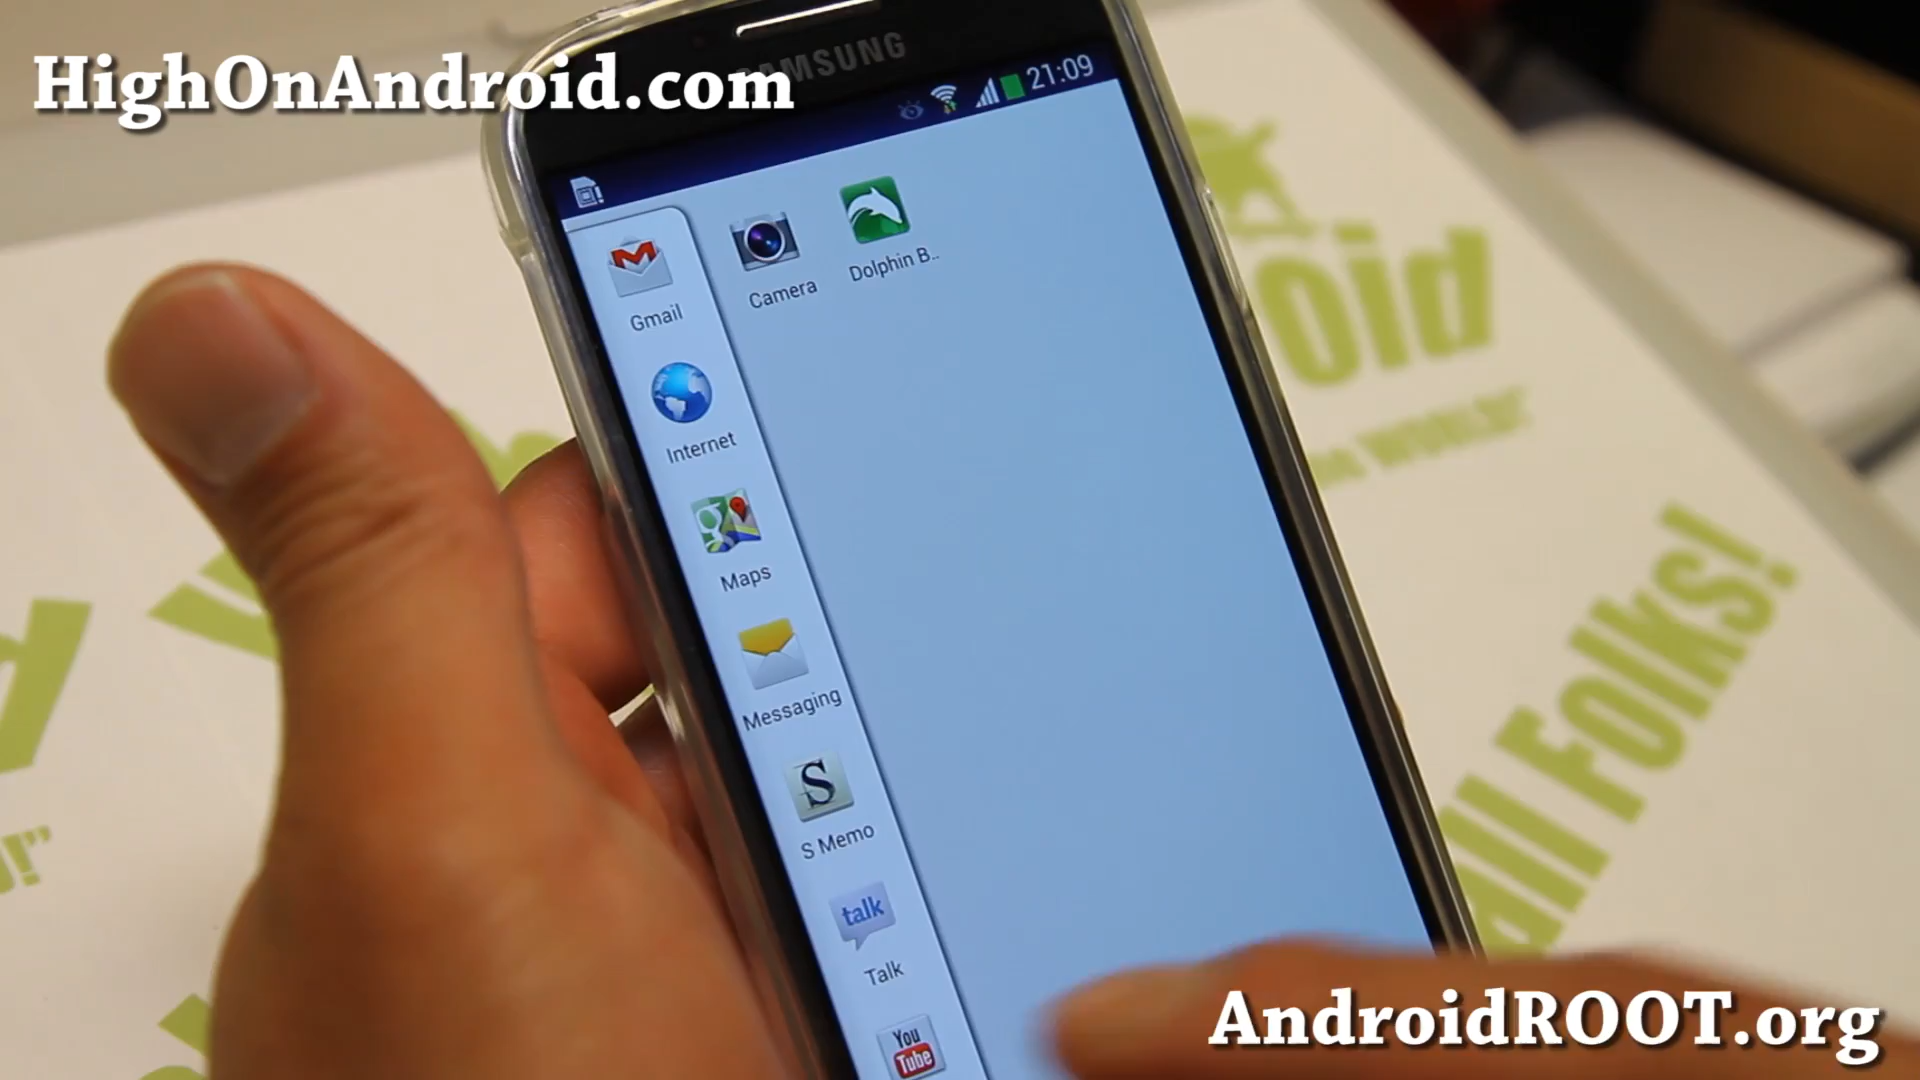 HighOnAndroid.com
SAMSUNG
21:09
Gmail
Camera
Dolphin B..
Internet
Maps
Messaging
S Memo
talk
Talk
You
Tube
all Folks!
AndroidROOT.org